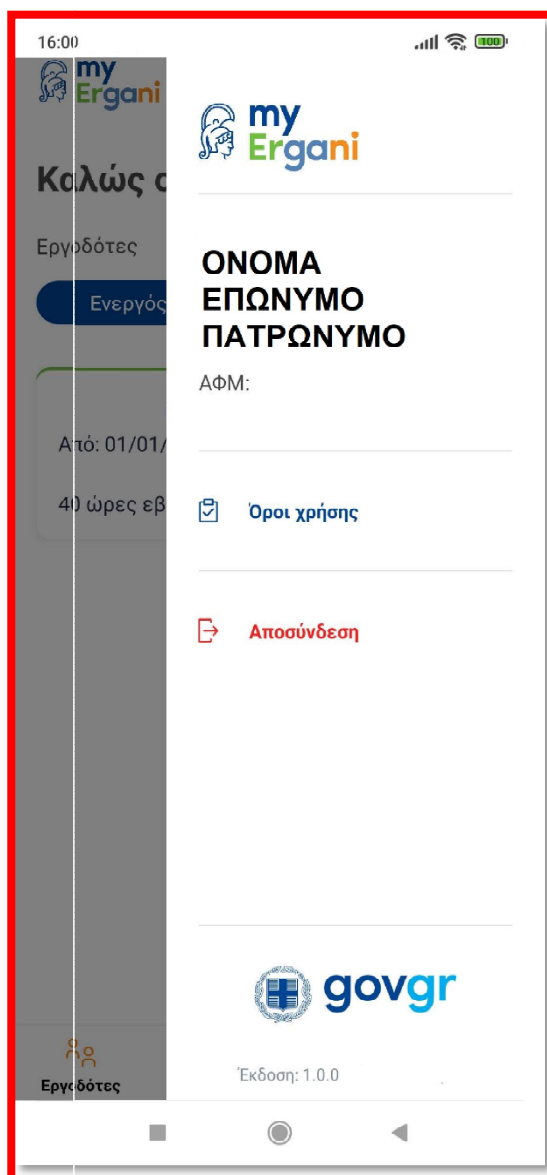 16:00
100
my
Ergani
Καλώς
Εργοδότες
Ενεργός
Από: 01/01/
40 ώρες εβ
my
Ergani
ΟΝΟΜΑ
ΕΠΩΝΥΜΟ
ΠΑΤΡΩΝΥΜΟ
ΑΦΜ:
Όροι χρήσης
Αποσύνδεση
govgr
Εργοδότες
Έκδοση: 1.0.0